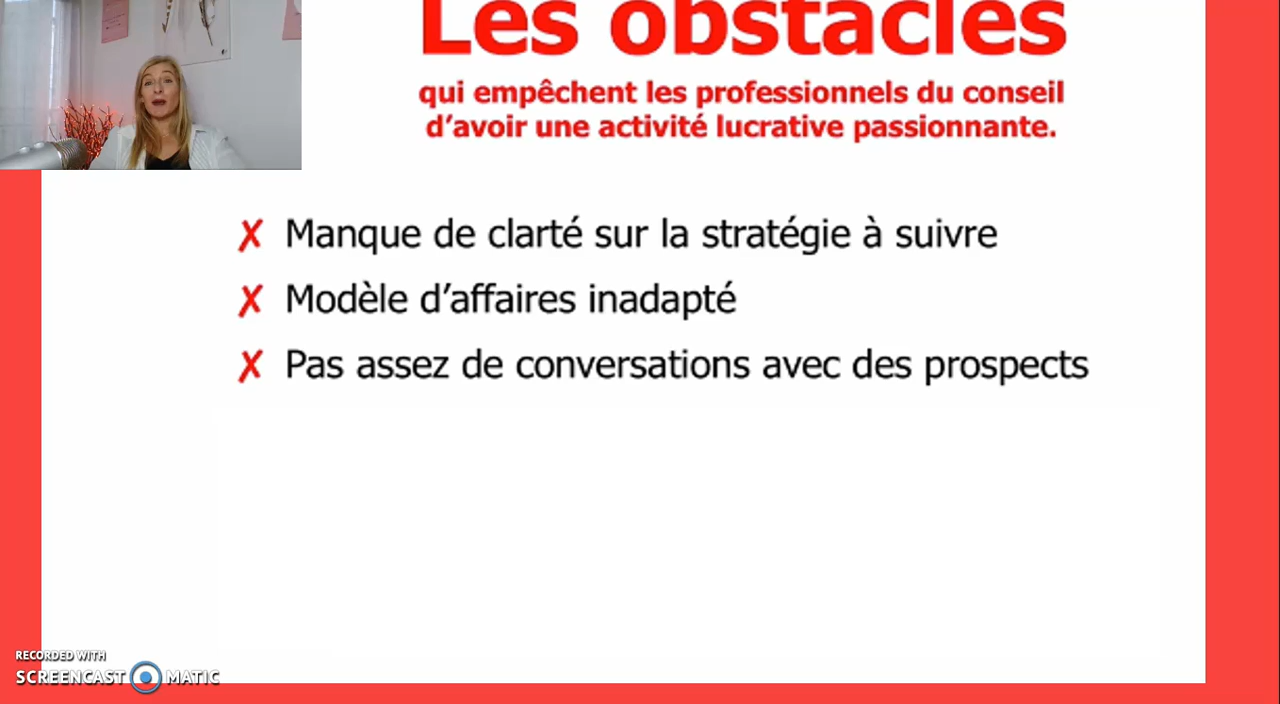 Les obstacles
qui empêchent les professionnels du conseil
d’avoir une activité lucrative passionnante.
✗ Manque de clarté sur la stratégie à suivre
✗ Modèle d’affaires inadapté
✗ Pas assez de conversations avec des prospects
RECORDED WITH
SCREENCAST MATIC